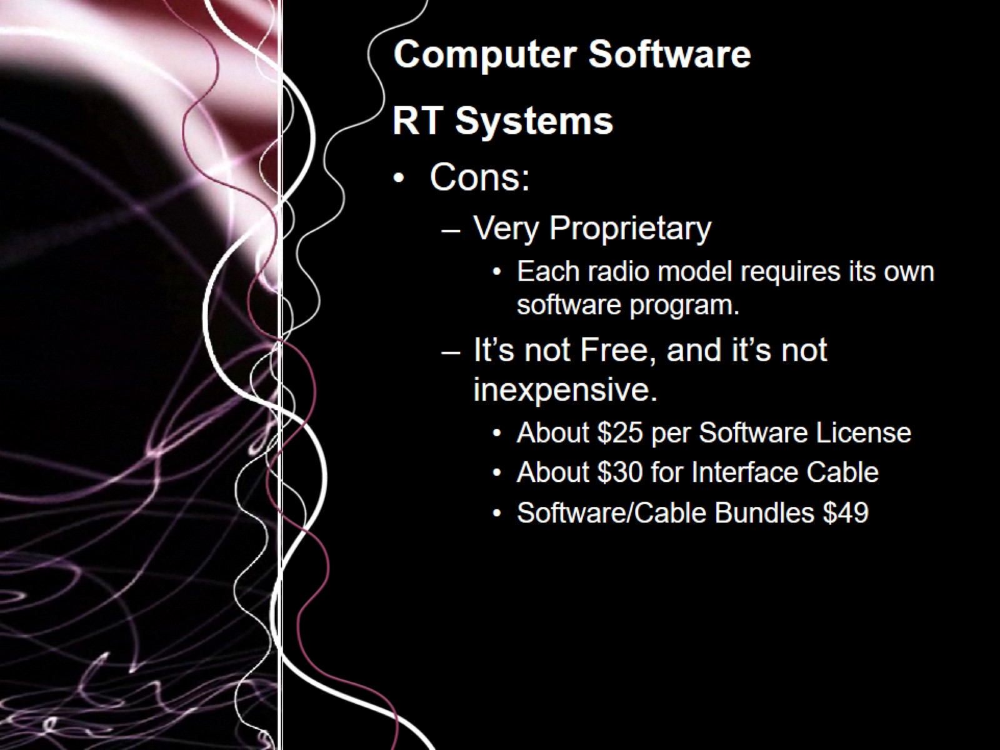 Computer Software
RT Systems
• Cons:
– Very Proprietary
• Each radio model requires its own
software program.
– It’s not Free, and it’s not
inexpensive.
• About $25 per Software License
• About $30 for Interface Cable
• Software/Cable Bundles $49